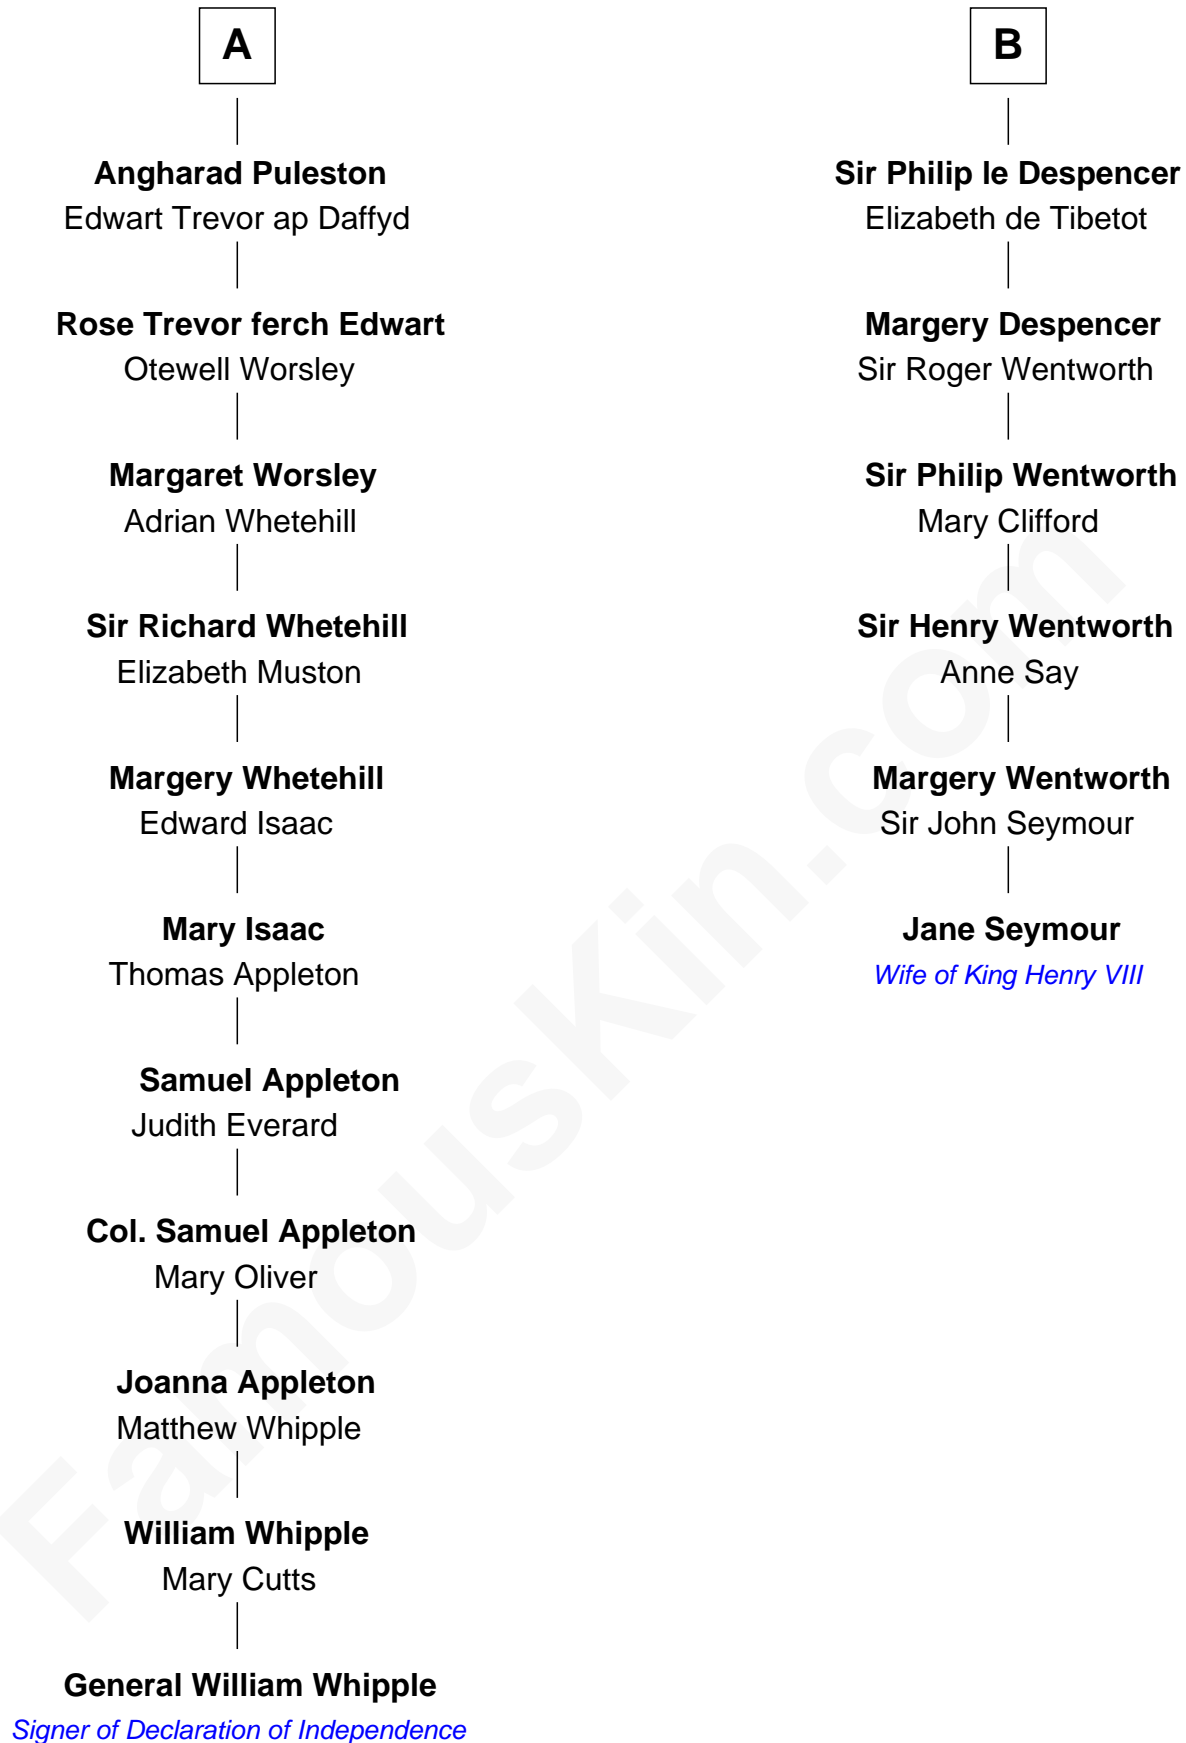 A
Angharad Puleston
Edwart Trevor ap Daffyd
Rose Trevor ferch Edwart
Otewell Worsley
Margaret Worsley
Adrian Whetehill
Sir Richard Whetehill
Elizabeth Muston
Margery Whetehill
Edward Isaac
Mary Isaac
Thomas Appleton
Samuel Appleton
Judith Everard
Col. Samuel Appleton
Mary Oliver
Joanna Appleton
Matthew Whipple
William Whipple
Mary Cutts
General William Whipple
Signer of Declaration of Independence
B
Sir Philip le Despencer
Elizabeth de Tibetot
Margery Despencer
Sir Roger Wentworth
Sir Philip Wentworth
Mary Clifford
Sir Henry Wentworth
Anne Say
Margery Wentworth
Sir John Seymour
Jane Seymour
Wife of King Henry VIII
FamousKin.com